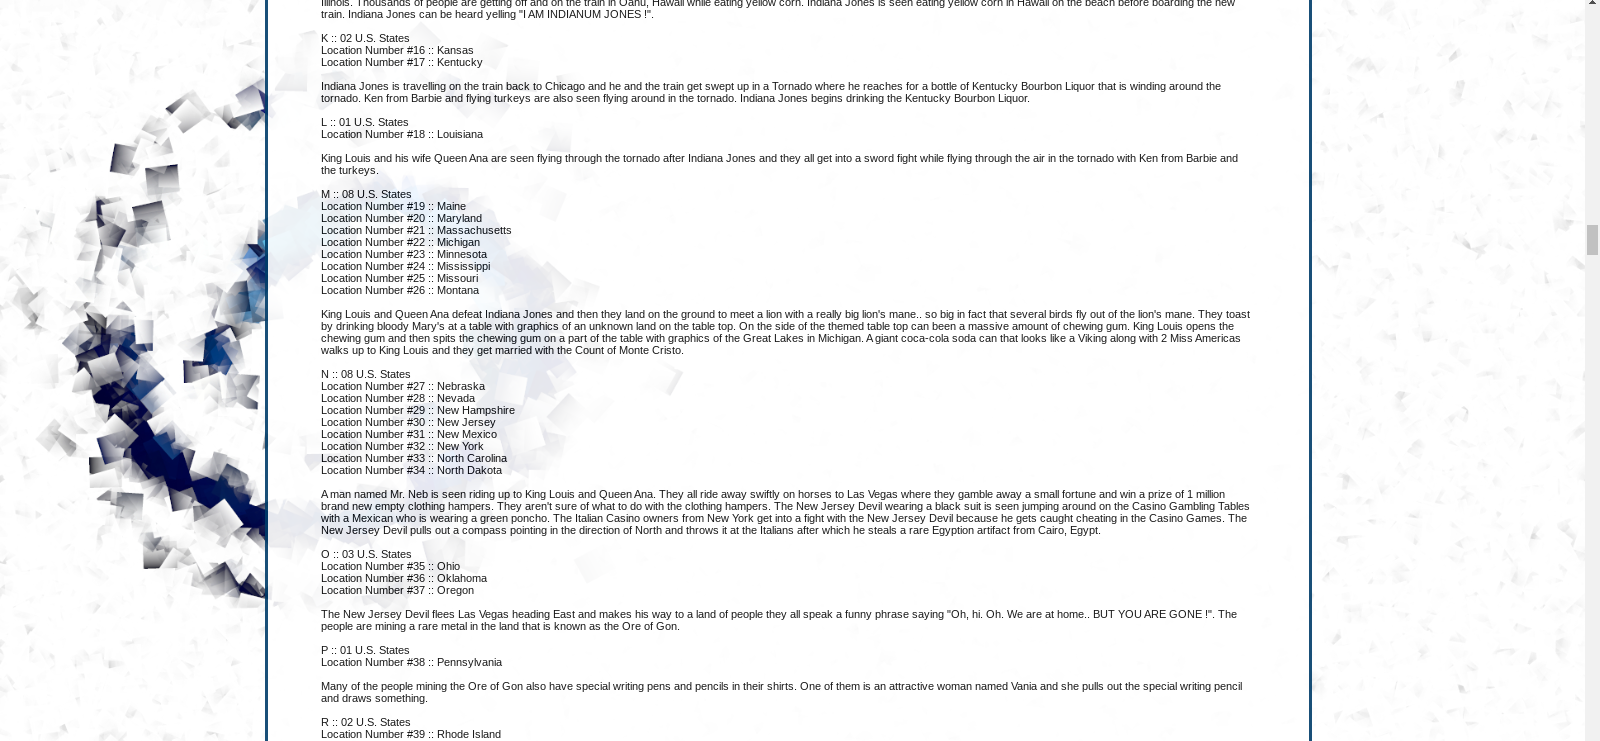 Illinois. Thousands of people are getting off and on the train in Oahu, Hawaii while eating yellow corn. Indiana Jones is seen eating yellow corn in Hawaii on the beach before boarding the new
train. Indiana Jones can be heard yelling "I AM INDIANUM JONES !".
K :: 02 U.S. States
Location Number #16 :: Kansas
Location Number #17 :: Kentucky
Indiana Jones is travelling on the train back to Chicago and he and the train get swept up in a Tornado where he reaches for a bottle of Kentucky Bourbon Liquor that is winding around the
tornado. Ken from Barbie and flying turkeys are also seen flying around in the tornado. Indiana Jones begins drinking the Kentucky Bourbon Liquor.
L :: 01 U.S. States
Location Number #18 :: Louisiana
King Louis and his wife Queen Ana are seen flying through the tornado after Indiana Jones and they all get into a sword fight while flying through the air in the tornado with Ken from Barbie and
the turkeys.
M :: 08 U.S. States
Location Number #19 :: Maine
Location Number #20 :: Maryland
Location Number #21 :: Massachusetts
Location Number #22 :: Michigan
Location Number #23 :: Minnesota
Location Number #24 :: Mississippi
Location Number #25 :: Missouri
Location Number #26 :: Montana
King Louis and Queen Ana defeat Indiana Jones and then they land on the ground to meet a lion with a really big lion's mane.. so big in fact that several birds fly out of the lion's mane. They toast
by drinking bloody Mary's at a table with graphics of an unknown land on the table top. On the side of the themed table top can been a massive amount of chewing gum. King Louis opens the
chewing gum and then spits the chewing gum on a part of the table with graphics of the Great Lakes in Michigan. A giant coca-cola soda can that looks like a Viking along with 2 Miss Americas
walks up to King Louis and they get married with the Count of Monte Cristo.
N :: 08 U.S. States
Location Number #27 :: Nebraska
Location Number #28 :: Nevada
Location Number #29 :: New Hampshire
Location Number #30 :: New Jersey
Location Number #31 :: New Mexico
Location Number #32 :: New York
Location Number #33 :: North Carolina
Location Number #34 :: North Dakota
A man named Mr. Neb is seen riding up to King Louis and Queen Ana. They all ride away swiftly on horses to Las Vegas where they gamble away a small fortune and win a prize of 1 million
brand new empty clothing hampers. They aren't sure of what to do with the clothing hampers. The New Jersey Devil wearing a black suit is seen jumping around on the Casino Gambling Tables
with a Mexican who is wearing a green poncho. The Italian Casino owners from New York get into a fight with the New Jersey Devil because he gets caught cheating in the Casino Games. The
New Jersey Devil pulls out a compass pointing in the direction of North and throws it at the Italians after which he steals a rare Egyption artifact from Cairo, Egypt.
O :: 03 U.S. States
Location Number #35 :: Ohio
Location Number #36 :: Oklahoma
Location Number #37 :: Oregon
The New Jersey Devil flees Las Vegas heading East and makes his way to a land of people they all speak a funny phrase saying "Oh, hi. Oh. We are at home.. BUT YOU ARE GONE !". The
people are mining a rare metal in the land that is known as the Ore of Gon.
P :: 01 U.S. States
Location Number #38 :: Pennsylvania
Many of the people mining the Ore of Gon also have special writing pens and pencils in their shirts. One of them is an attractive woman named Vania and she pulls out the special writing pencil
and draws something.
R :: 02 U.S. States
Location Number #39 :: Rhode Island